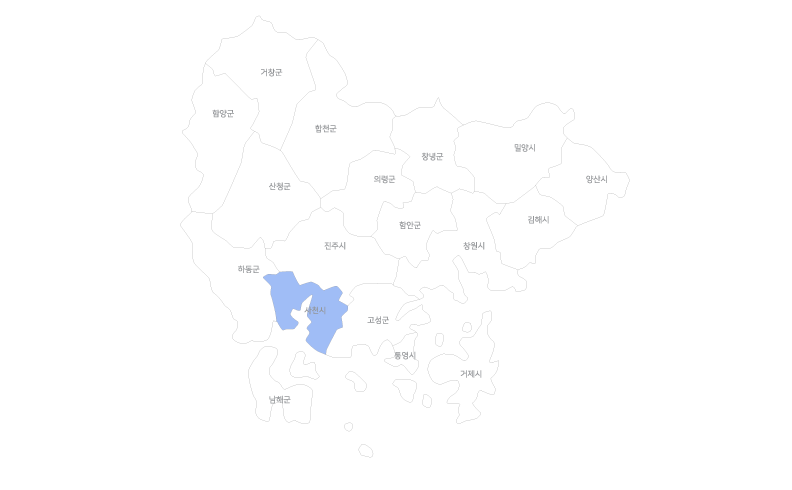 거창군
함양군
합천군
창녕군
밀양시
산청군
의령군
양산시
함안군
김해시
진주시
창원시
하동군
사천시
고성군
통영시
거제시
남해군